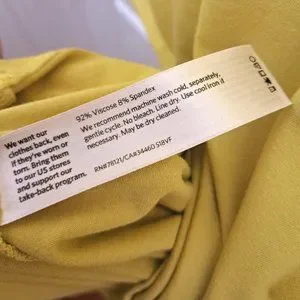 We want our
clothes back, even
if they're worn or
torn. Bring them
to our US stores
and support our
take-back program.
92% Viscose 8% Spandex
We recommend machine wash cold, separately,
gentle cycle. No bleach. Line dry. Use cool iron if
necessary. May be dry cleaned.
RN#78121/CA#34460 S18VF